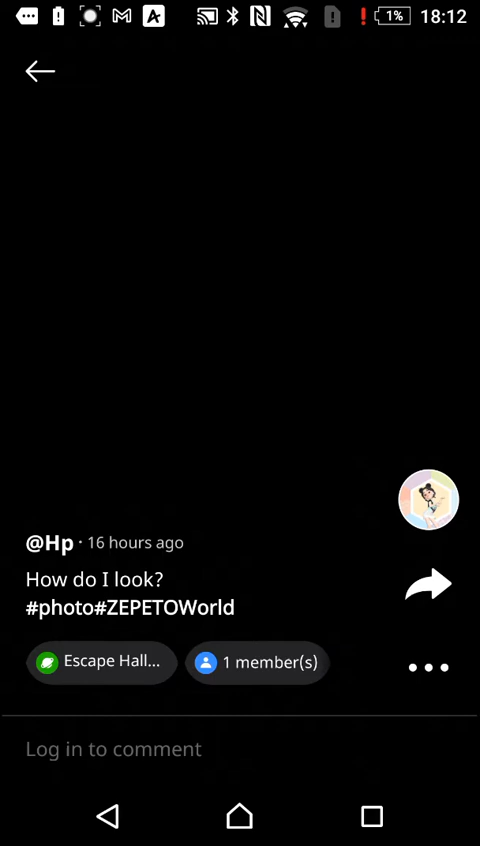 1% 18:12
@Hp · 16 hours ago
How do I look?
#photo#ZEPETOWorld
Escape Hall... 1 member(s)
Log in to comment